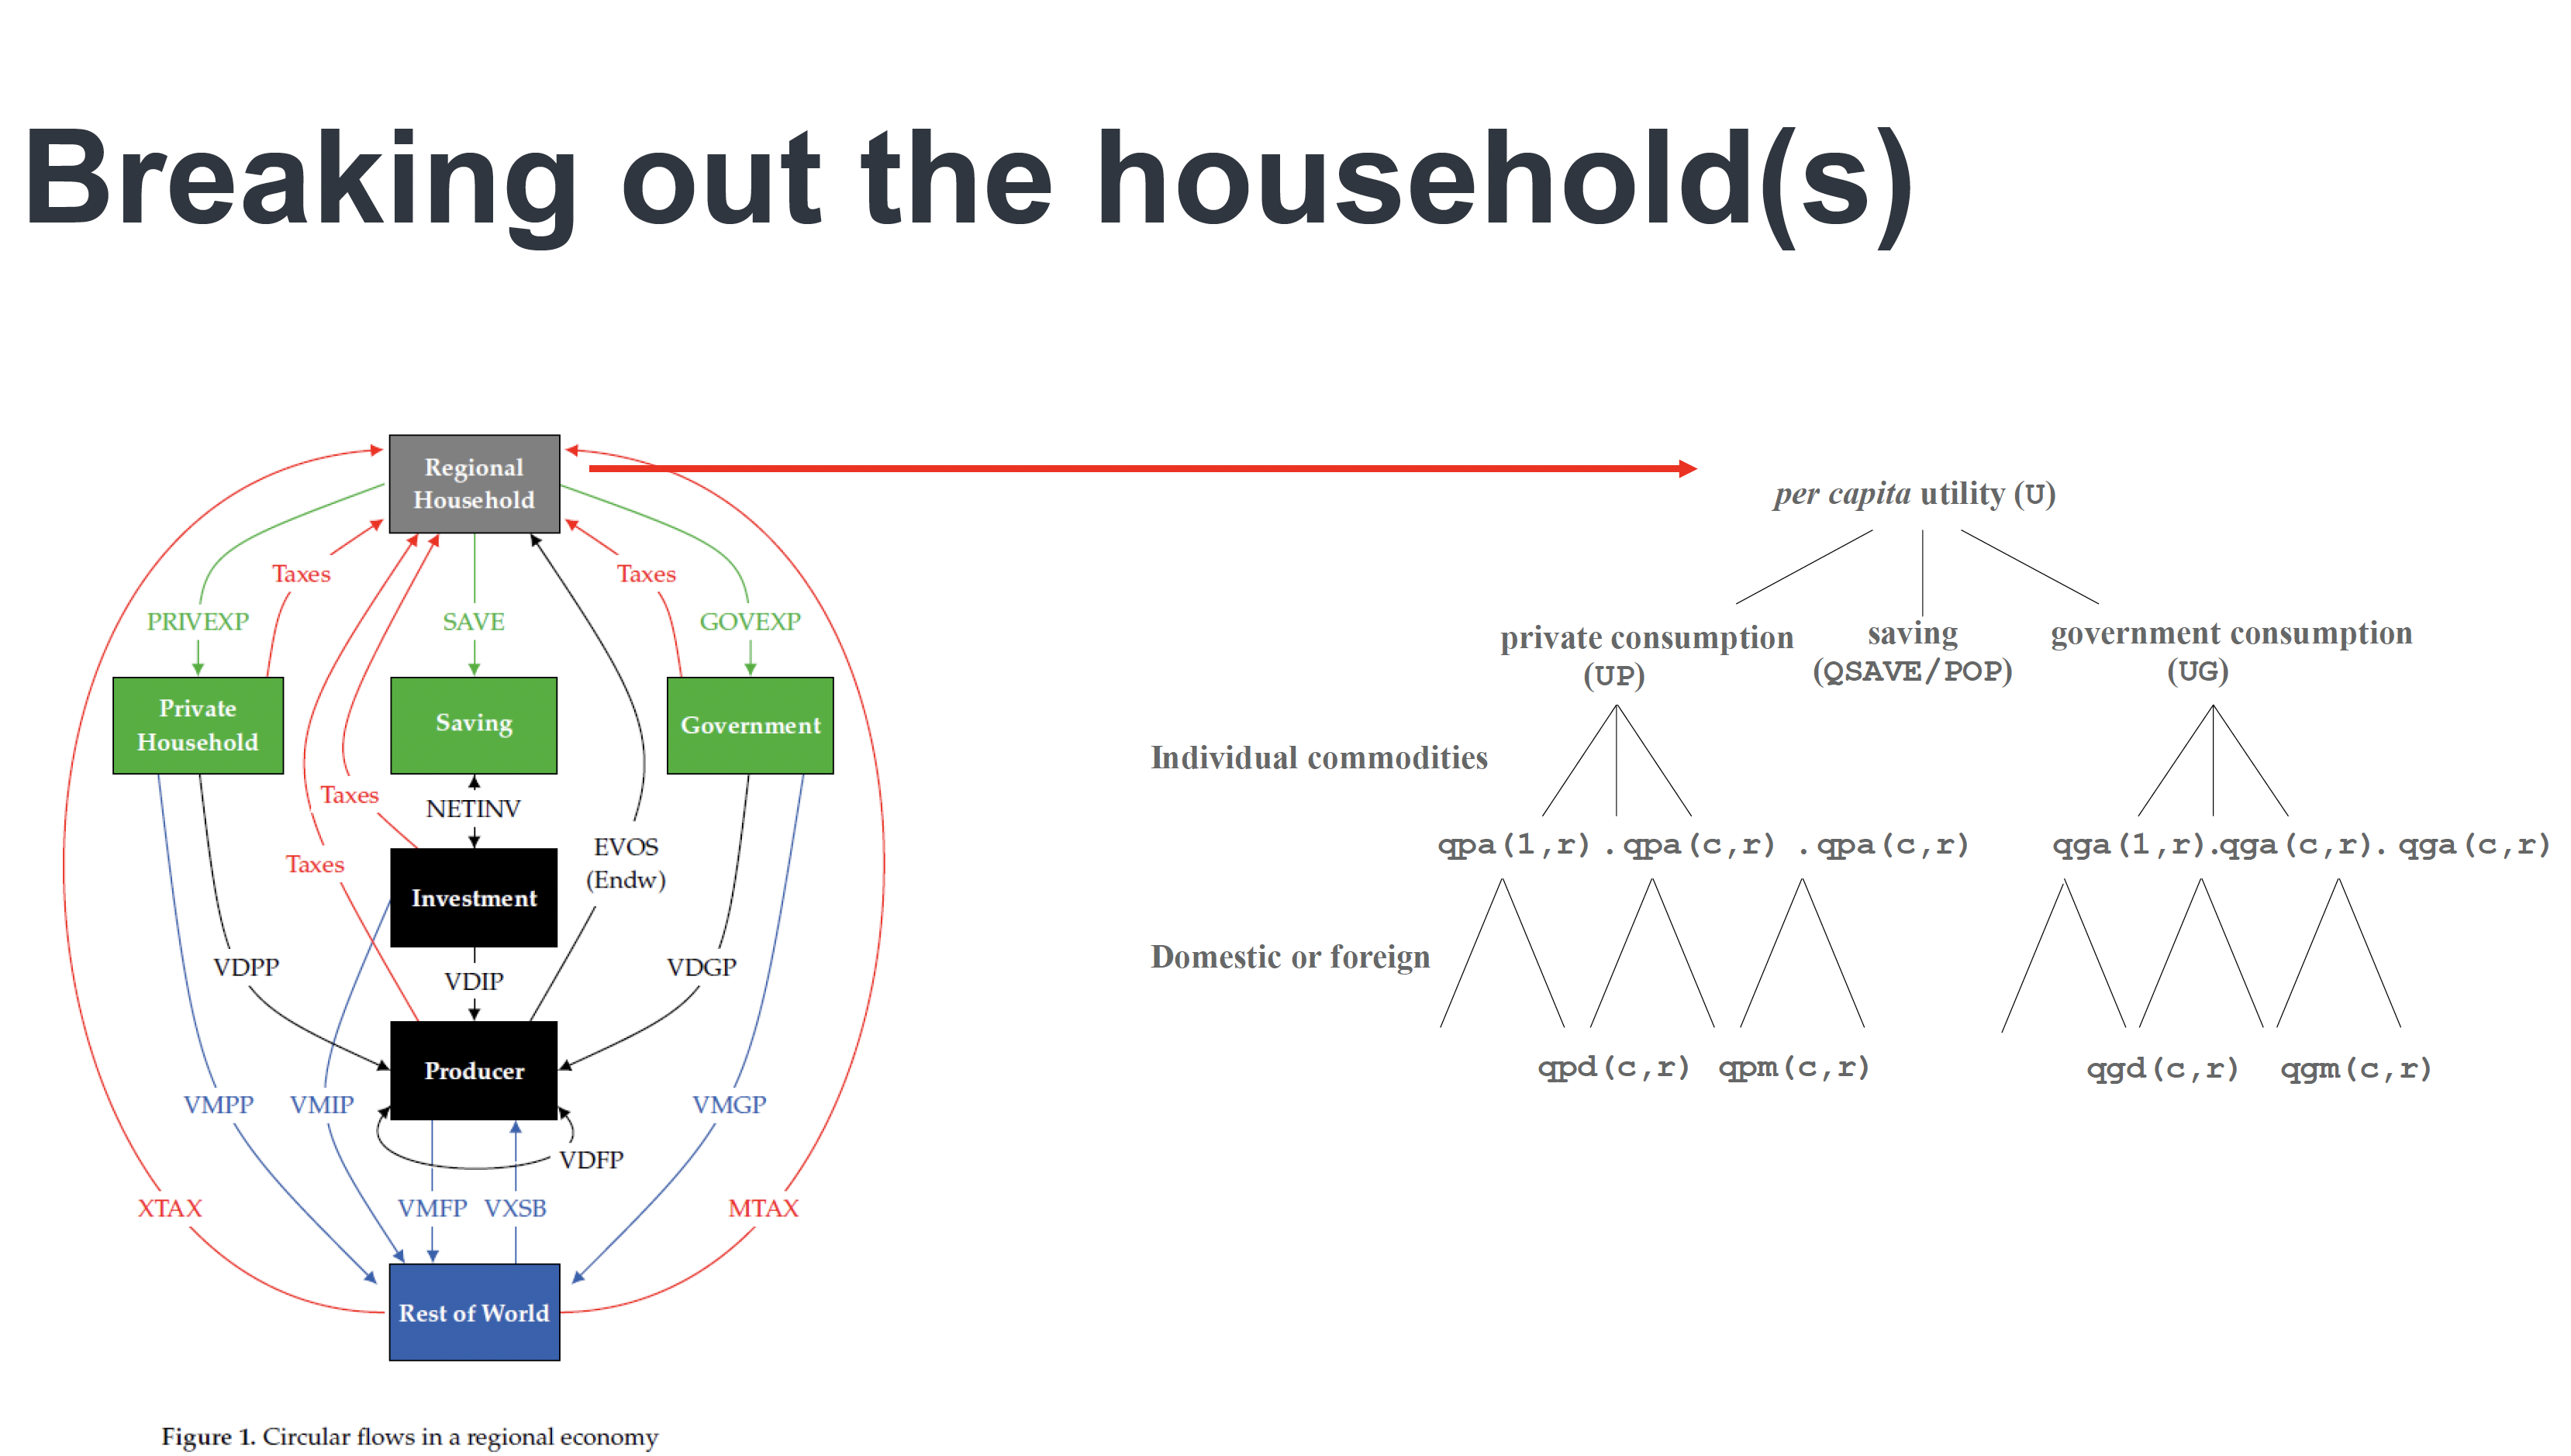 Breaking out the household(s)
Regional
Household
Taxes
Taxes
PRIVEXP
SAVE
GOVEXP
Private
Household
Saving
Government
Taxes
NETINV
Taxes
EVOS
(Endw)
Investment
VDPP
VDIP
VDGP
Producer
VMPP
VMIP
VMGP
VDFP
XTAX
VMFP
VXSB
MTAX
Rest of World
Figure 1. Circular flows in a regional economy
per capita utility (U)
private consumption
(UP)
saving
(QSAVE/POP)
government consumption
(UG)
Individual commodities
qpa(1,r) .qpa(c,r) .qpa(c,r)
qga(1,r).qga(c,r). qga(c,r)
Domestic or foreign
qpd(c,r) qpm(c,r)
qgd(c,r) qgm(c,r)